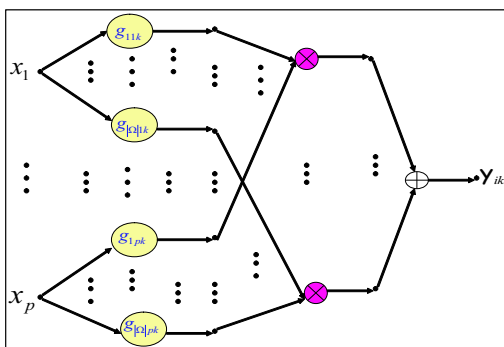 g₁₁ₖ
x₁
g|Ω|1k
yᵢₖ
g₁ₚₖ
xₚ
g|Ω|pk